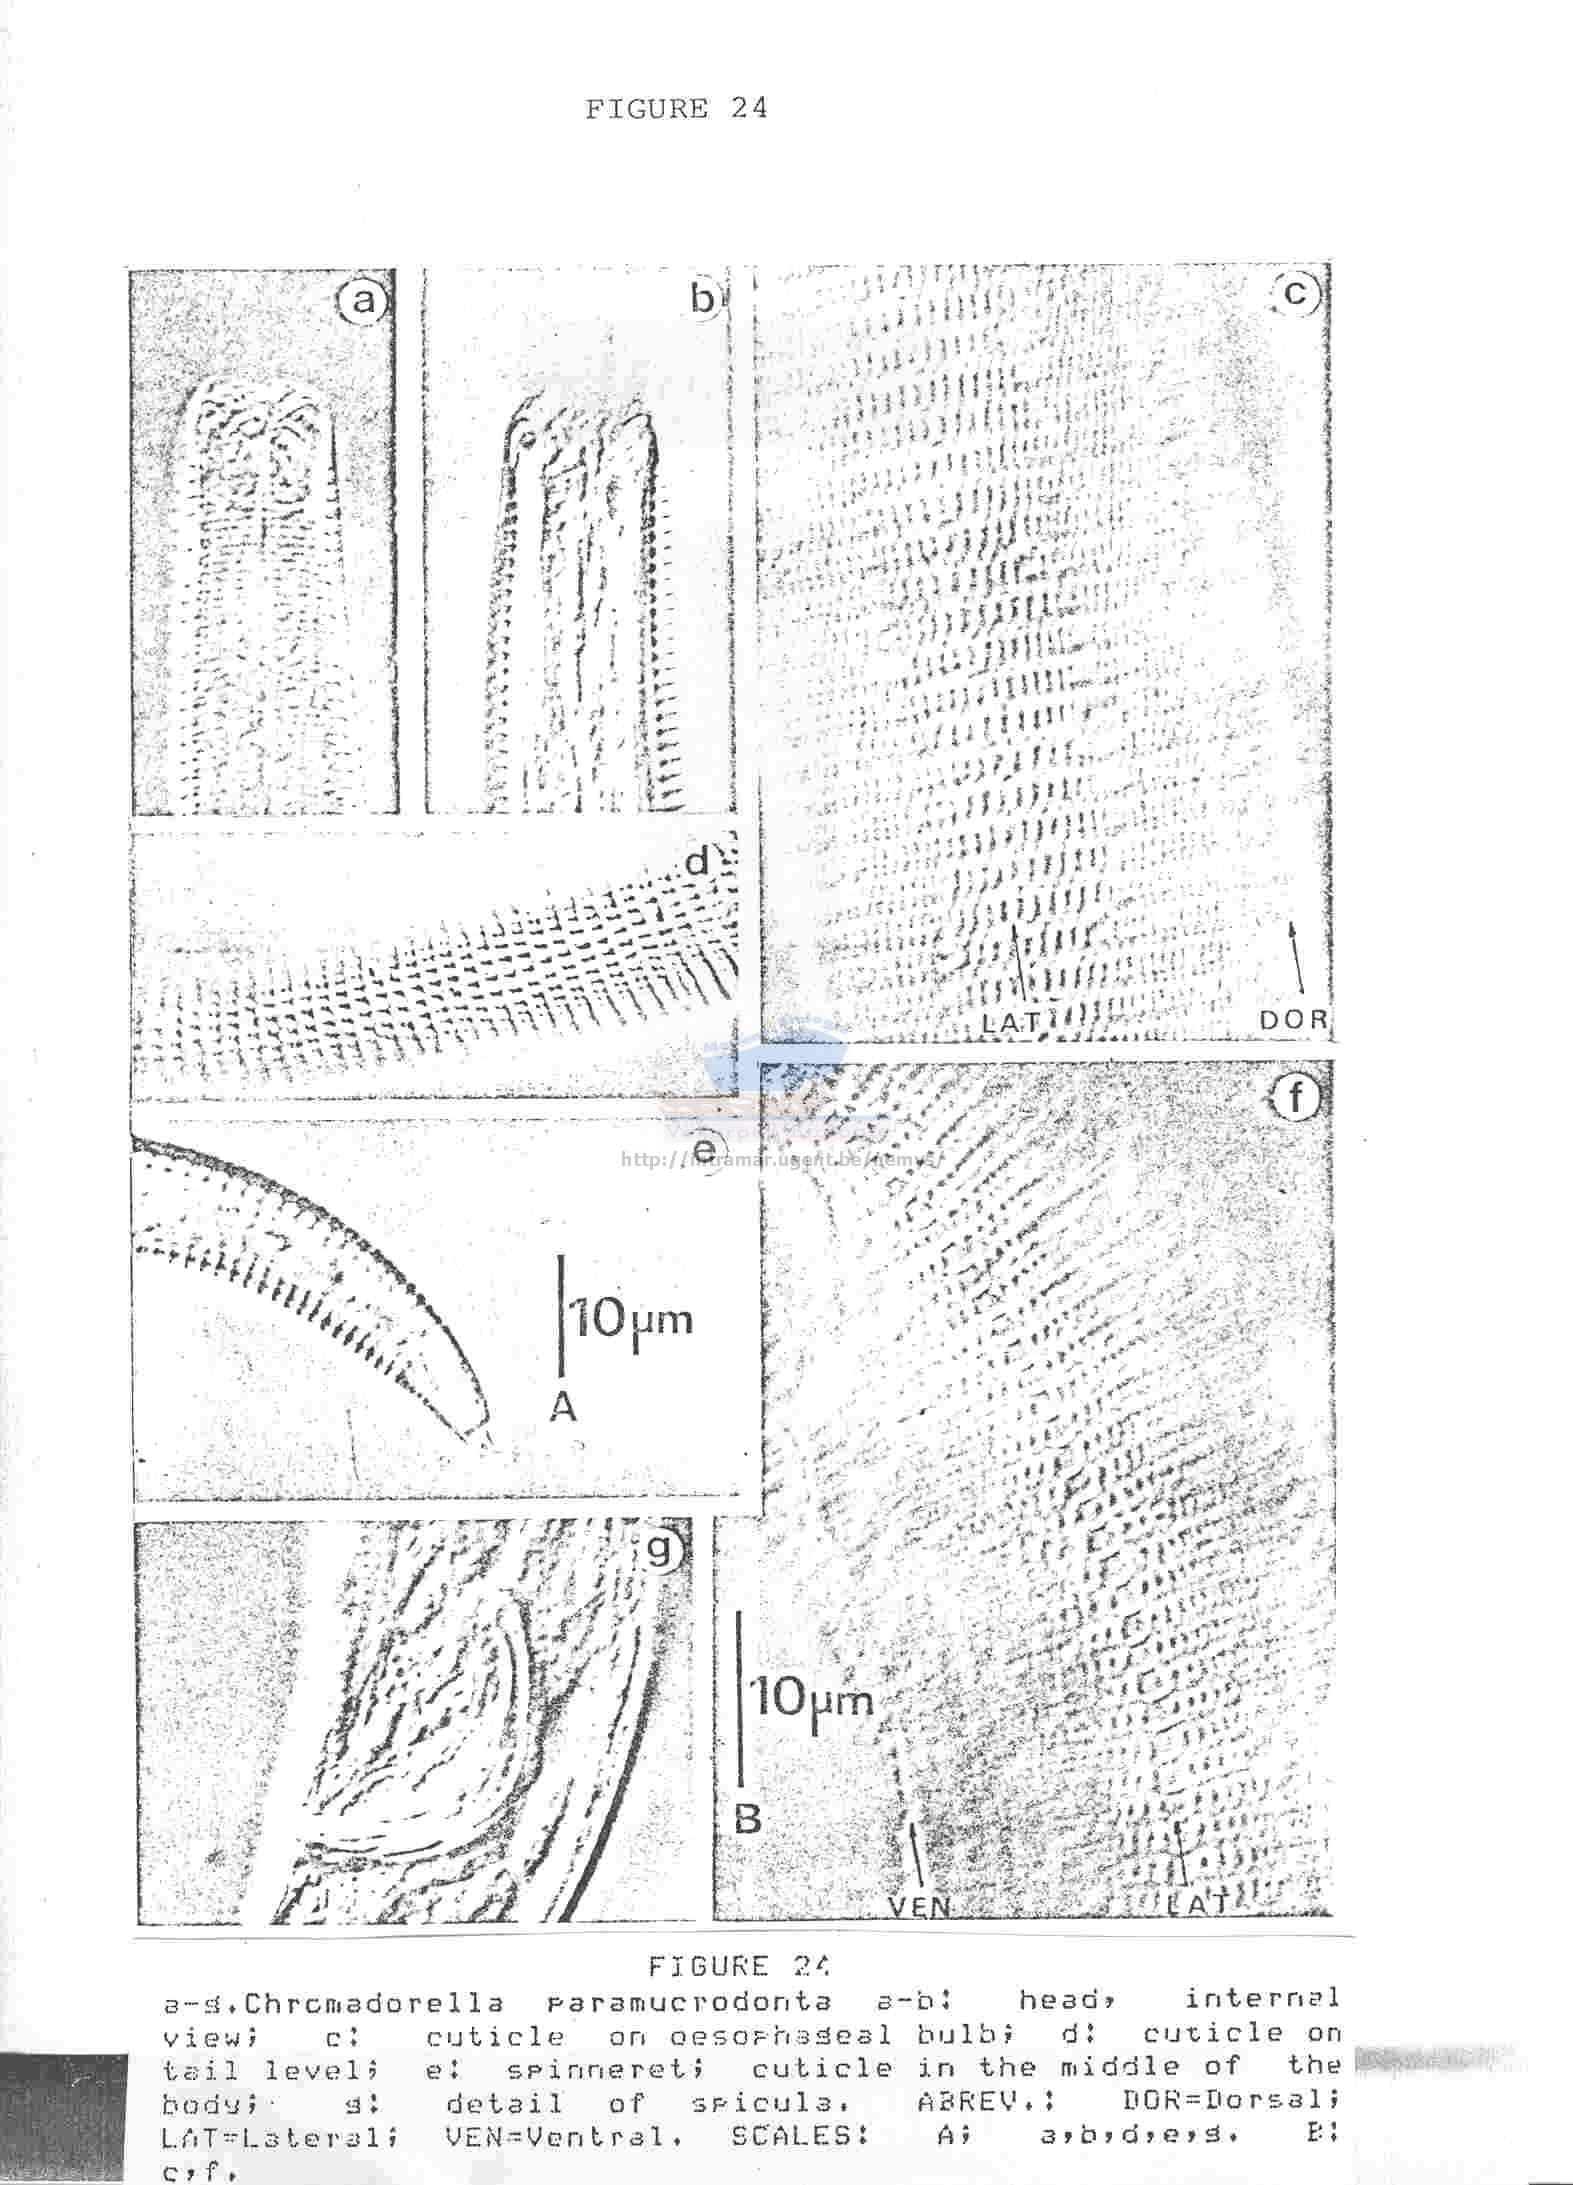 FIGURE 24
a
b
c
d
LAT
DOR
http://intramar.ugent.be/nemys/
e
f
10µm
A
g
10µm
B
VEN
LAT
FIGURE 24
a-g.Chromadorella paramucrodonta a-b: head, internal
view; c: cuticle on oesophageal bulb; d: cuticle on
tail level; e: spinneret; cuticle in the middle of the
body; g: detail of spicula. ABREV.: DOR=Dorsal;
LAT=Lateral; VEN=Ventral. SCALES: A; a,b,d,e,g. B:
c,f.